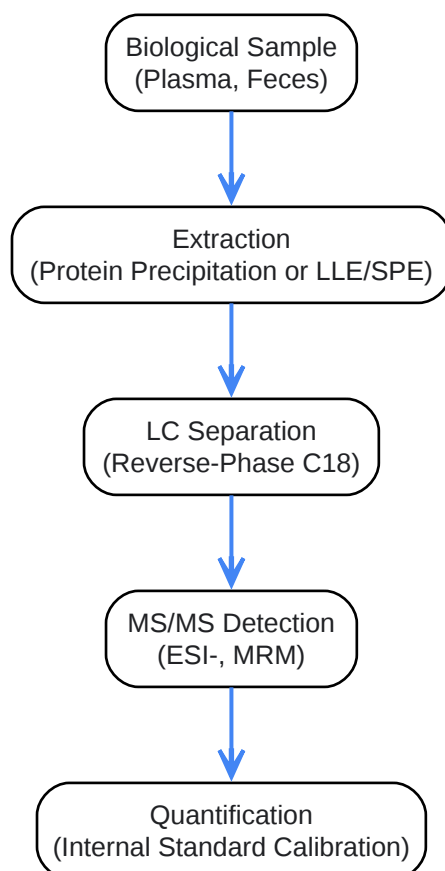 Biological Sample
(Plasma, Feces)
Extraction
(Protein Precipitation or LLE/SPE)
LC Separation
(Reverse-Phase C18)
MS/MS Detection
(ESI-, MRM)
Quantification
(Internal Standard Calibration)